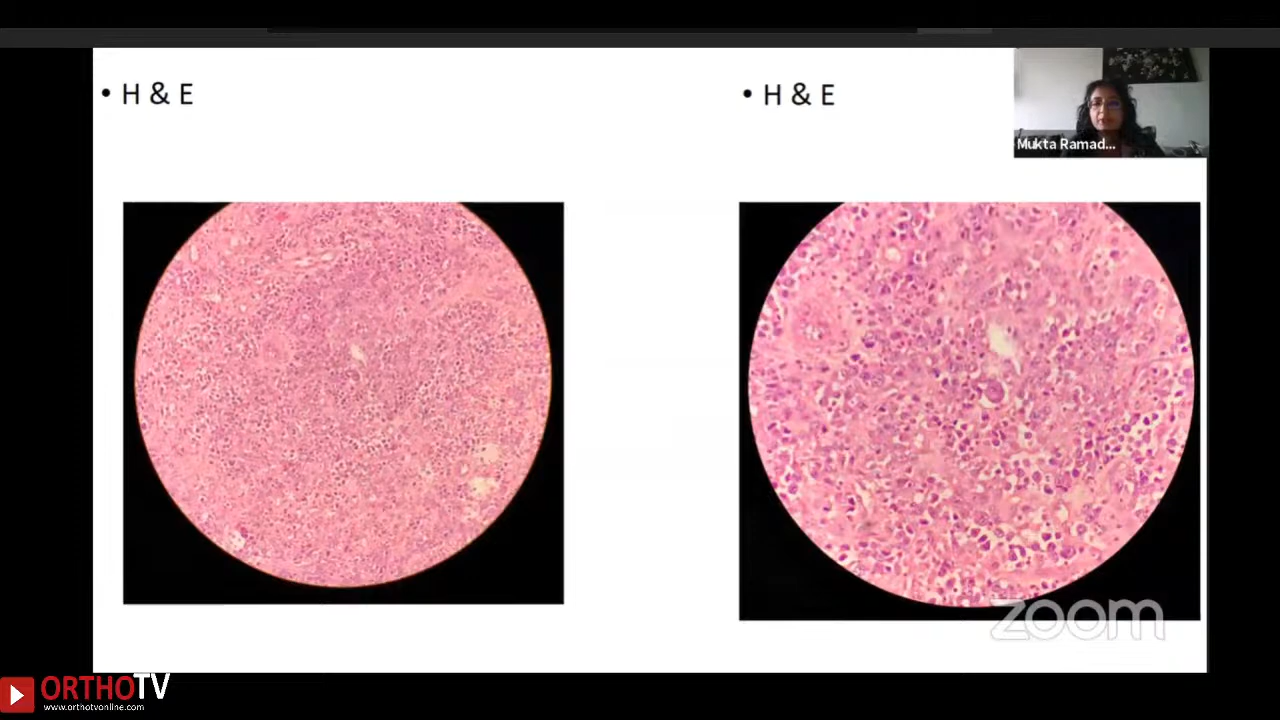 • H & E
• H & E
Mukta Ramad...
zoom
ORTHOTV
www.orthotvonline.com